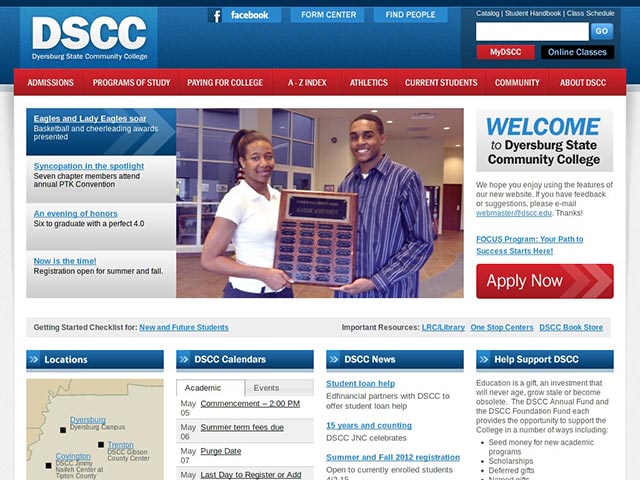 DSCC
Dyersburg State Community College
facebook
FORM CENTER
FIND PEOPLE
Catalog | Student Handbook | Class Schedule
GO
MyDSCC
Online Classes
ADMISSIONS
PROGRAMS OF STUDY
PAYING FOR COLLEGE
A - Z INDEX
ATHLETICS
CURRENT STUDENTS
COMMUNITY
ABOUT DSCC
Eagles and Lady Eagles soar
Basketball and cheerleading awards
presented
Syncopation in the spotlight
Seven chapter members attend
annual PTK Convention
An evening of honors
Six to graduate with a perfect 4.0
Now is the time!
Registration open for summer and fall.
ACADEMIC ACHIEVEMENT
WELCOME
to Dyersburg State
Community College
We hope you enjoy using the features of
our new website. If you have feedback
or suggestions, please e-mail
webmaster@dscc.edu. Thanks!
FOCUS Program: Your Path to
Success Starts Here!
Apply Now
Getting Started Checklist for: New and Future Students
Important Resources: LRC/Library One Stop Centers DSCC Book Store
Locations
Dyersburg
Dyersburg Campus
Trenton
DSCC Gibson
County Center
Covington
DSCC Jimmy
Naifeh Center at
Tipton County
DSCC Calendars
Academic
Events
May 05 Commencement – 2:00 PM
May 06 Summer term fees due
May 07 Purge Date
May Last Day to Register or Add
DSCC News
Student loan help
Edfinancial partners with DSCC to
offer student loan help
15 years and counting
DSCC JNC celebrates
Summer and Fall 2012 registration
Open to currently enrolled students
4/2-15
Help Support DSCC
Education is a gift, an investment that
will never age, grow stale or become
obsolete. The DSCC Annual Fund and
the DSCC Foundation Fund each
provides the opportunity to support the
College in a number of ways including:
Seed money for new academic
programs
Scholarships
Deferred gifts
Named gifts